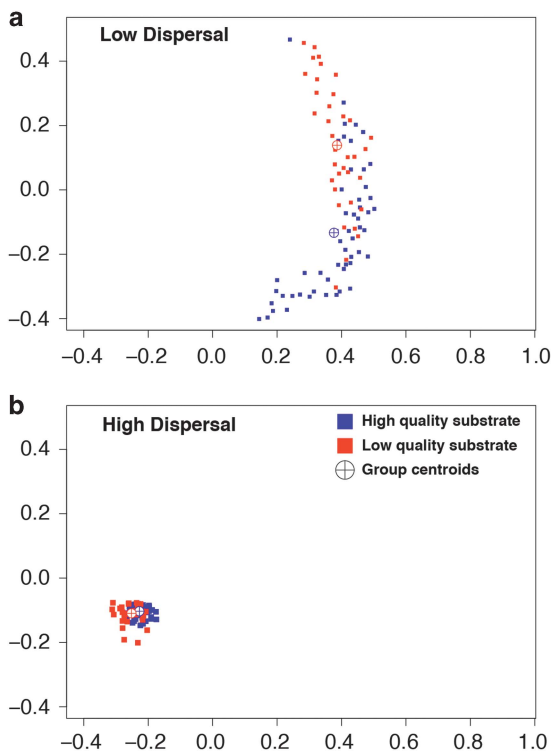 a
Low Dispersal
0.4
0.2
0.0
−0.2
−0.4
−0.4 −0.2 0.0 0.2 0.4 0.6 0.8 1.0
b
High Dispersal
High quality substrate
Low quality substrate
Group centroids
0.4
0.2
0.0
−0.2
−0.4
−0.4 −0.2 0.0 0.2 0.4 0.6 0.8 1.0